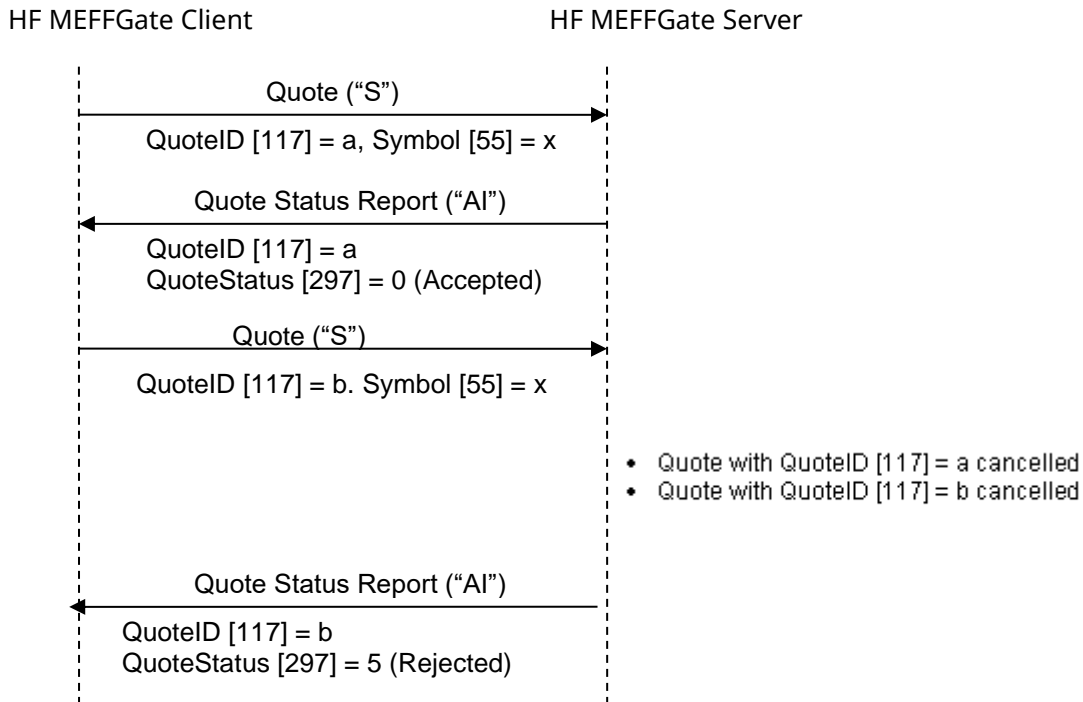 HF MEFFGate Client
HF MEFFGate Server
Quote (“S”)
QuoteID [117] = a, Symbol [55] = x
Quote Status Report (“AI”)
QuoteID [117] = a
QuoteStatus [297] = 0 (Accepted)
Quote (“S”)
QuoteID [117] = b. Symbol [55] = x
• Quote with QuoteID [117] = a cancelled
• Quote with QuoteID [117] = b cancelled
Quote Status Report (“AI”)
QuoteID [117] = b
QuoteStatus [297] = 5 (Rejected)